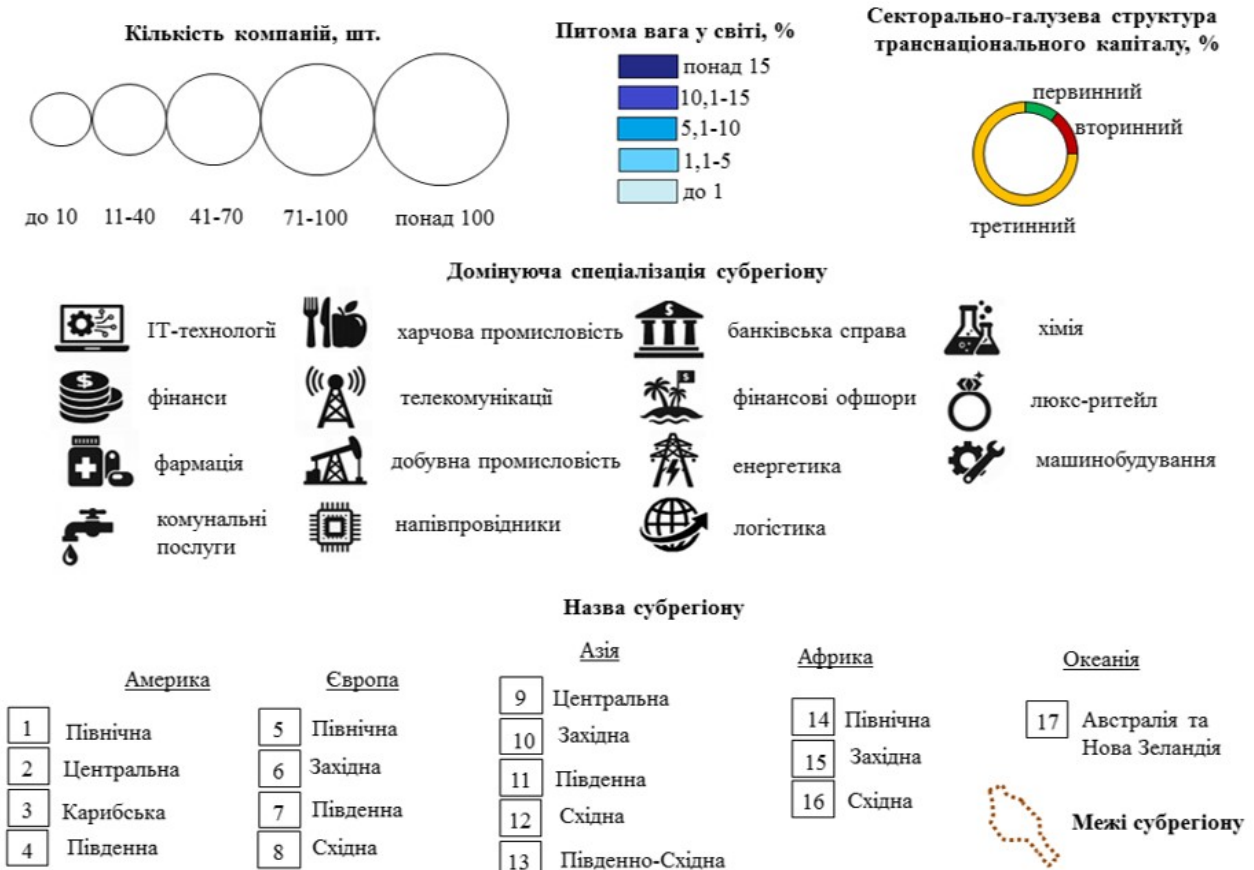 Кількість компаній, шт.
до 10
11-40
41-70
71-100
понад 100
Питома вага у світі, %
понад 15
10,1-15
5,1-10
1,1-5
до 1
Секторально-галузева структура
транснаціонального капіталу, %
первинний
вторинний
третинний
Домінуюча спеціалізація субрегіону
ІТ-технології
харчова промисловість
банківська справа
хімія
фінанси
телекомунікації
фінансові офшори
люкс-ритейл
фармація
добувна промисловість
енергетика
машинобудування
комунальні
послуги
напівпровідники
логістика
Назва субрегіону
Америка
1 Північна
2 Центральна
3 Карибська
4 Південна
Європа
5 Північна
6 Західна
7 Південна
8 Східна
Азія
9 Центральна
10 Західна
11 Південна
12 Східна
13 Південно-Східна
Африка
14 Північна
15 Західна
16 Східна
Океанія
17 Австралія та
Нова Зеландія
Межі субрегіону